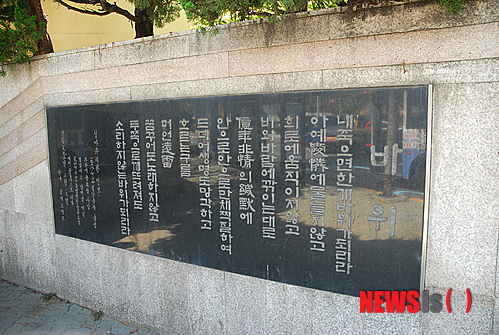 바위
내 죽으면 한 개 바위가 되리라
아예 愛憐에 물들지 않고
희로에 움직이지 않고
비와 바람에 깎이는 대로
億年 非情의 緘默에
안으로 안으로만 채찍질하여
드디어 생명도 망각하고
흐르는 구름
머언 遠雷
꿈꾸어도 노래하지 않고
두 쪽으로 깨뜨려져도
소리하지 않는 바위가 되리라
NEWSis( )